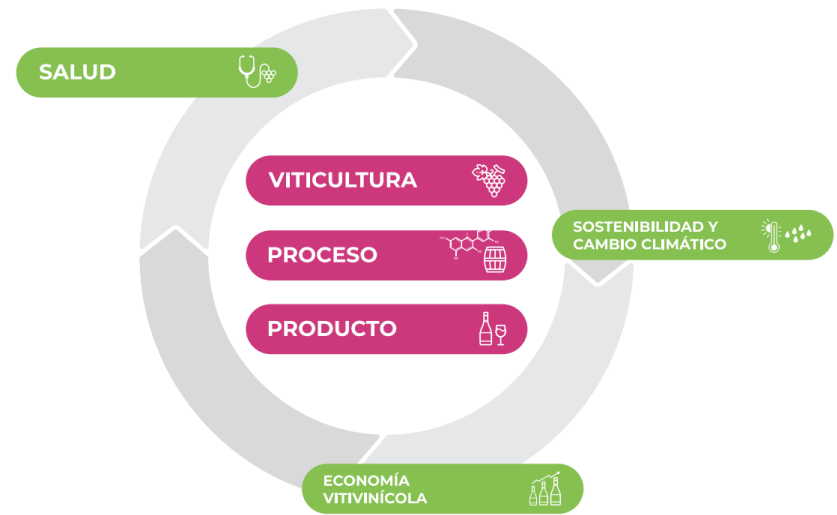 SALUD
VITICULTURA
SOSTENIBILIDAD Y
CAMBIO CLIMÁTICO
PROCESO
PRODUCTO
ECONOMÍA
VITIVINÍCOLA